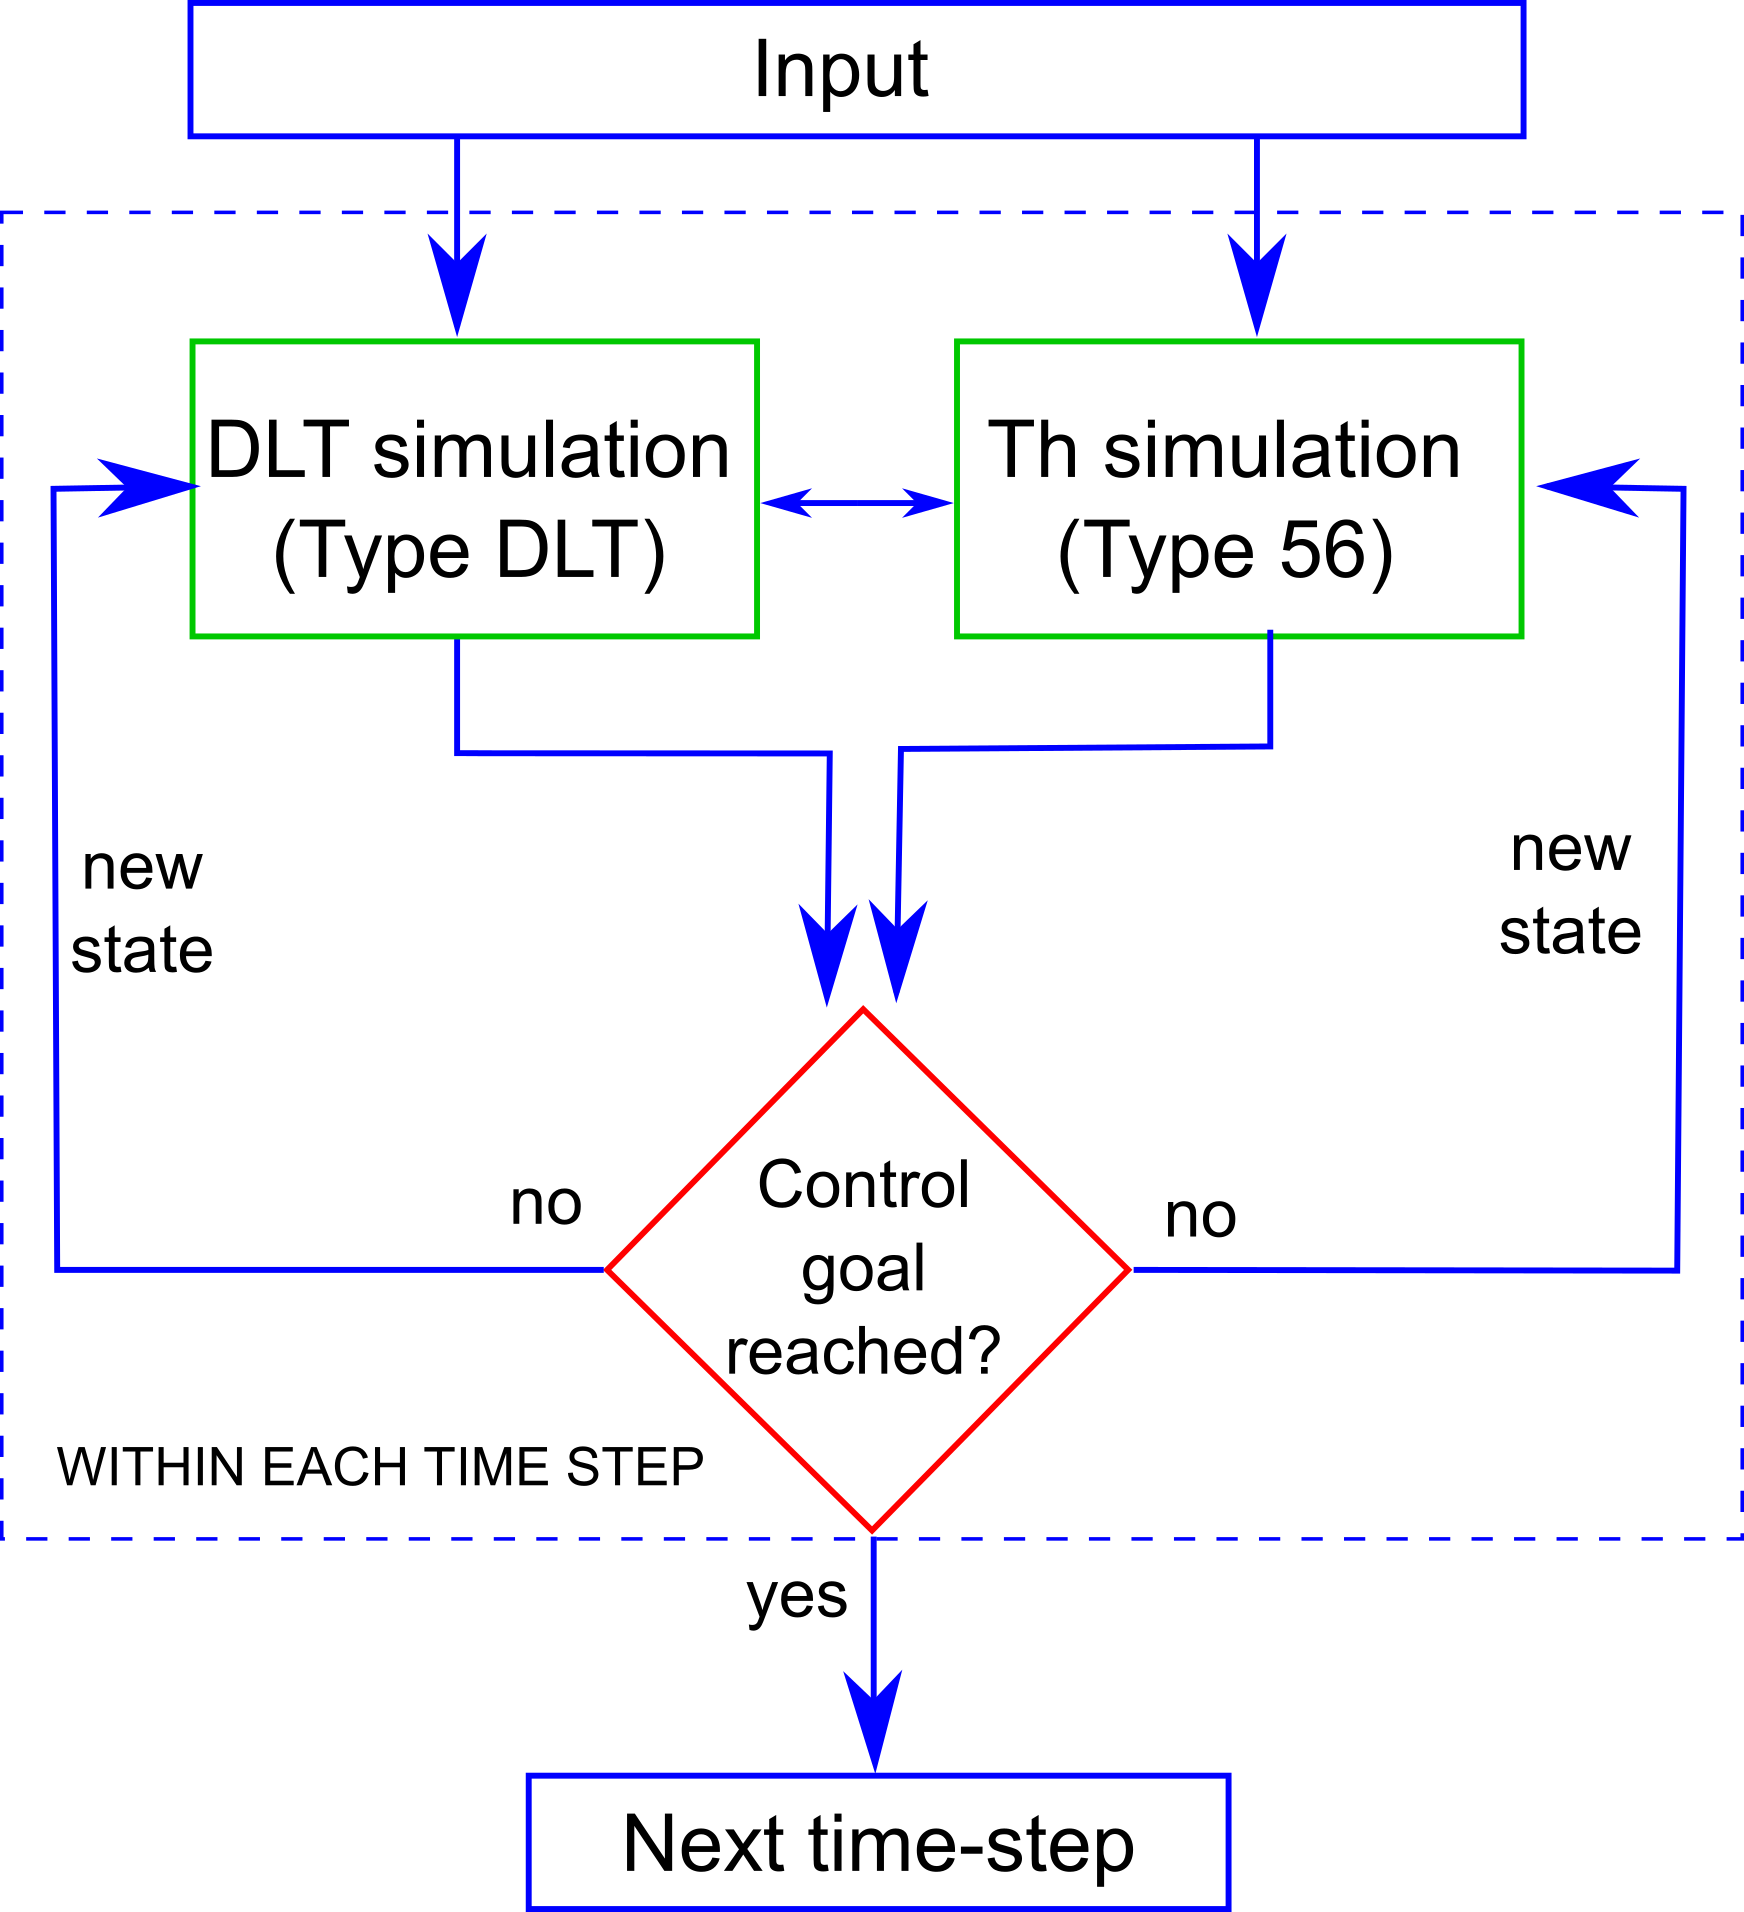 Input
DLT simulation
(Type DLT)
Th simulation
(Type 56)
new
state
new
state
no
Control
goal
reached?
no
WITHIN EACH TIME STEP
yes
Next time-step